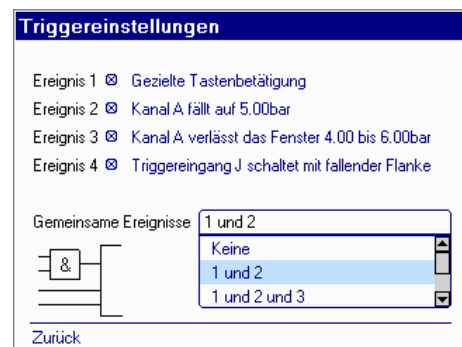 Triggereinstellungen
Ereignis 1 ⊗ Gezielte Tastenbetätigung
Ereignis 2 ⊗ Kanal A fällt auf 5.00bar
Ereignis 3 ⊗ Kanal A verlässt das Fenster 4.00 bis 6.00bar
Ereignis 4 ⊗ Triggereingang J schaltet mit fallender Flanke
Gemeinsame Ereignisse 1 und 2
Keine
1 und 2
1 und 2 und 3
&
Zurück